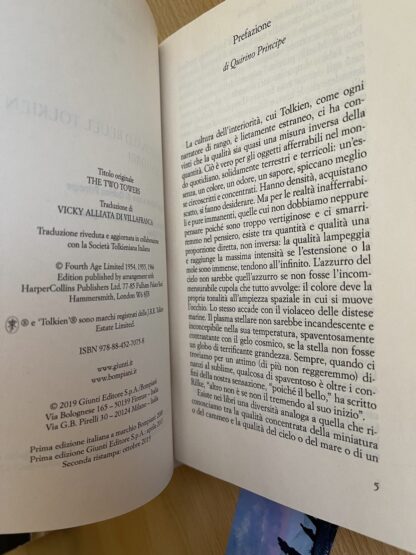 Titolo originale
THE TWO TOWERS
Traduzione di
VICKY ALLIATA DI VILLAFRANCA
Traduzione riveduta e aggiornata in collaborazione
con la Società Tolkieniana Italiana
© Fourth Age Limited 1954, 1955, 1966
Edition published by arrangement with
HarperCollins Publishers Ltd. 77-85 Fulham Palace Road
Hammersmith, London W6 8JB
® e 'Tolkien'® sono marchi registrati della J.R.R. Tolkien
Estate Limited.
ISBN 978-88-452-7075-8
www.giunti.it
www.bompiani.it
© 2019 Giunti Editore S.p.A./Bompiani
Via Bolognese 165 - 50139 Firenze - Italia
Via G.B. Pirelli 30 - 20124 Milano - Italia
Prima edizione italiana a marchio Bompiani
Prima edizione Giunti Editore S.p.A.: aprile
Seconda ristampa: ottobre
Prefazione
di Quirino Principe
La cultura dell'interiorità, cui Tolkien, come ogni
narratore di rango, è lietamente estraneo, ci ha con-
vinti che la qualità sia quasi una misura inversa della
quantità. Ciò è vero per gli oggetti afferrabili nel mon-
do quotidiano, solidamente terrestri e terricoli: un'es-
senza, un colore, un odore, un sapore, spiccano meglio
se circoscritti e concentrati. Hanno densità, acquistano
scatto, si fanno desiderare. Ma per le realtà inafferrabi-
li e pure immanenti, quelle cui non dobbiamo neppure
pensare poiché sono troppo vertiginose e ci smarri-
remmo nel pensiero, esiste tra quantità e qualità una
proporzione diretta, non inversa: la qualità lampeggia
e raggiunge la massima intensità se l'estensione o la
mole sono immense, tendono all'infinito. L'azzurro del
cielo non sarebbe quell'azzurro se non fosse l'incom-
mensurabile cupola che tutto avvolge: il colore deve la
propria tonalità all'ampiezza spaziale in cui si muove
l'occhio. Lo stesso accade con il violaceo delle distese
marine. Il plasma stellare non sarebbe incandescente e
inconcepibile nella sua temperatura, spaventosamente
contrastante con il gelo cosmico, se la stella non fosse
un globo di terrificante grandezza. Sempre, quando ci
troviamo per un attimo (di più non reggeremmo) di-
nanzi al sublime, qualcosa di spaventoso è oltre i con-
fini della nostra sensazione, "poiché il bello," ha scritto
Rilke, "altro non è se non il tremendo al suo inizio".
Esiste nei libri una diversità analoga a quella che ri-
conosciamo tra la qualità concentrata della miniatura
o del cammeo e la qualità del cielo o del mare o di un
5